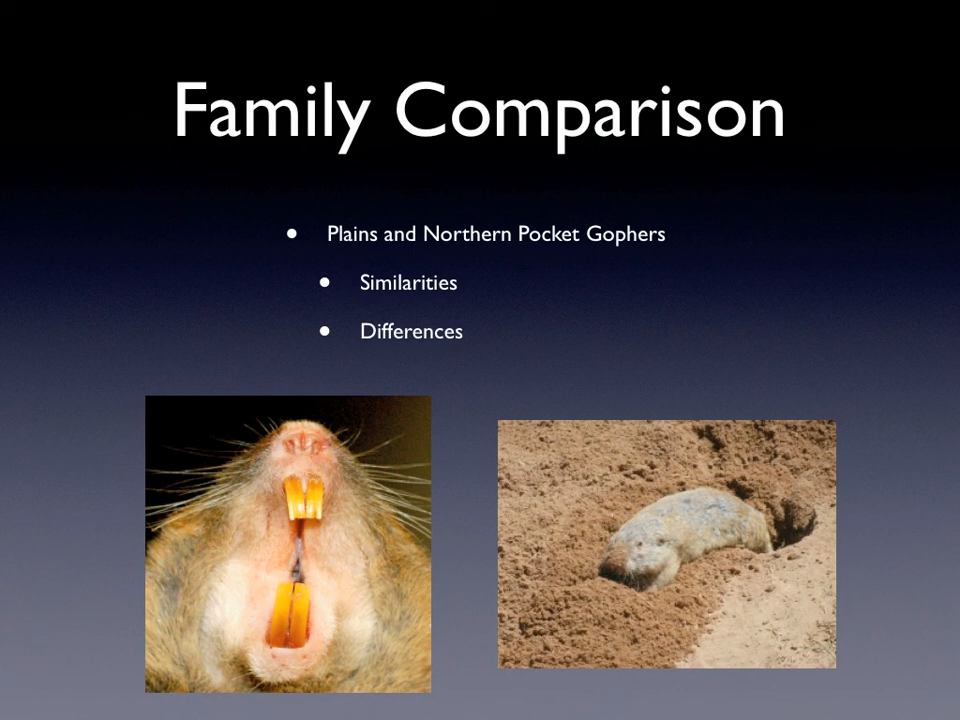 Family Comparison
• Plains and Northern Pocket Gophers
• Similarities
• Differences